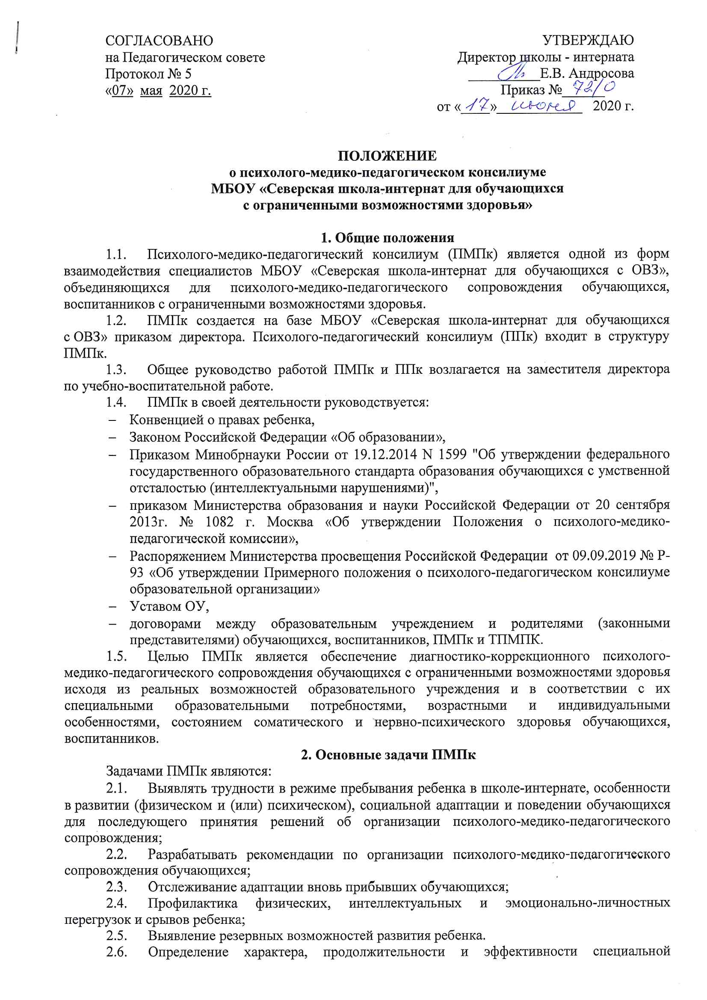 СОГЛАСОВАНО
на Педагогическом совете
Протокол № 5
«07» мая 2020 г.
УТВЕРЖДАЮ
Директор школы - интерната
__________Е.В. Андросова
Приказ № 72/0
от «17» июня 2020 г.
ПОЛОЖЕНИЕ
о психолого-медико-педагогическом консилиуме
МБОУ «Северская школа-интернат для обучающихся
с ограниченными возможностями здоровья»
1. Общие положения
1.1. Психолого-медико-педагогический консилиум (ПМПк) является одной из форм
взаимодействия специалистов МБОУ «Северская школа-интернат для обучающихся с ОВЗ»,
объединяющихся для психолого-медико-педагогического сопровождения обучающихся,
воспитанников с ограниченными возможностями здоровья.
1.2. ПМПк создается на базе МБОУ «Северская школа-интернат для обучающихся
с ОВЗ» приказом директора. Психолого-педагогический консилиум (ППк) входит в структуру
ПМПк.
1.3. Общее руководство работой ПМПк и ППк возлагается на заместителя директора
по учебно-воспитательной работе.
1.4. ПМПк в своей деятельности руководствуется:
– Конвенцией о правах ребенка,
– Законом Российской Федерации «Об образовании»,
– Приказом Минобрнауки России от 19.12.2014 N 1599 "Об утверждении федерального
государственного образовательного стандарта образования обучающихся с умственной
отсталостью (интеллектуальными нарушениями)",
– приказом Министерства образования и науки Российской Федерации от 20 сентября
2013г. № 1082 г. Москва «Об утверждении Положения о психолого-медико-
педагогической комиссии»,
– Распоряжением Министерства просвещения Российской Федерации от 09.09.2019 № Р-
93 «Об утверждении Примерного положения о психолого-педагогическом консилиуме
образовательной организации»
– Уставом ОУ,
– договорами между образовательным учреждением и родителями (законными
представителями) обучающихся, воспитанников, ПМПк и ТПМПК.
1.5. Целью ПМПк является обеспечение диагностико-коррекционного психолого-
медико-педагогического сопровождения обучающихся с ограниченными возможностями здоровья
исходя из реальных возможностей образовательного учреждения и в соответствии с их
специальными образовательными потребностями, возрастными и индивидуальными
особенностями, состоянием соматического и нервно-психического здоровья обучающихся,
воспитанников.
2. Основные задачи ПМПк
Задачами ПМПк являются:
2.1. Выявлять трудности в режиме пребывания ребенка в школе-интернате, особенности
в развитии (физическом и (или) психическом), социальной адаптации и поведении обучающихся
для последующего принятия решений об организации психолого-медико-педагогического
сопровождения;
2.2. Разрабатывать рекомендации по организации психолого-медико-педагогического
сопровождения обучающихся;
2.3. Отслеживание адаптации вновь прибывших обучающихся;
2.4. Профилактика физических, интеллектуальных и эмоционально-личностных
перегрузок и срывов ребенка;
2.5. Выявление резервных возможностей развития ребенка.
2.6. Определение характера, продолжительности и эффективности специальной